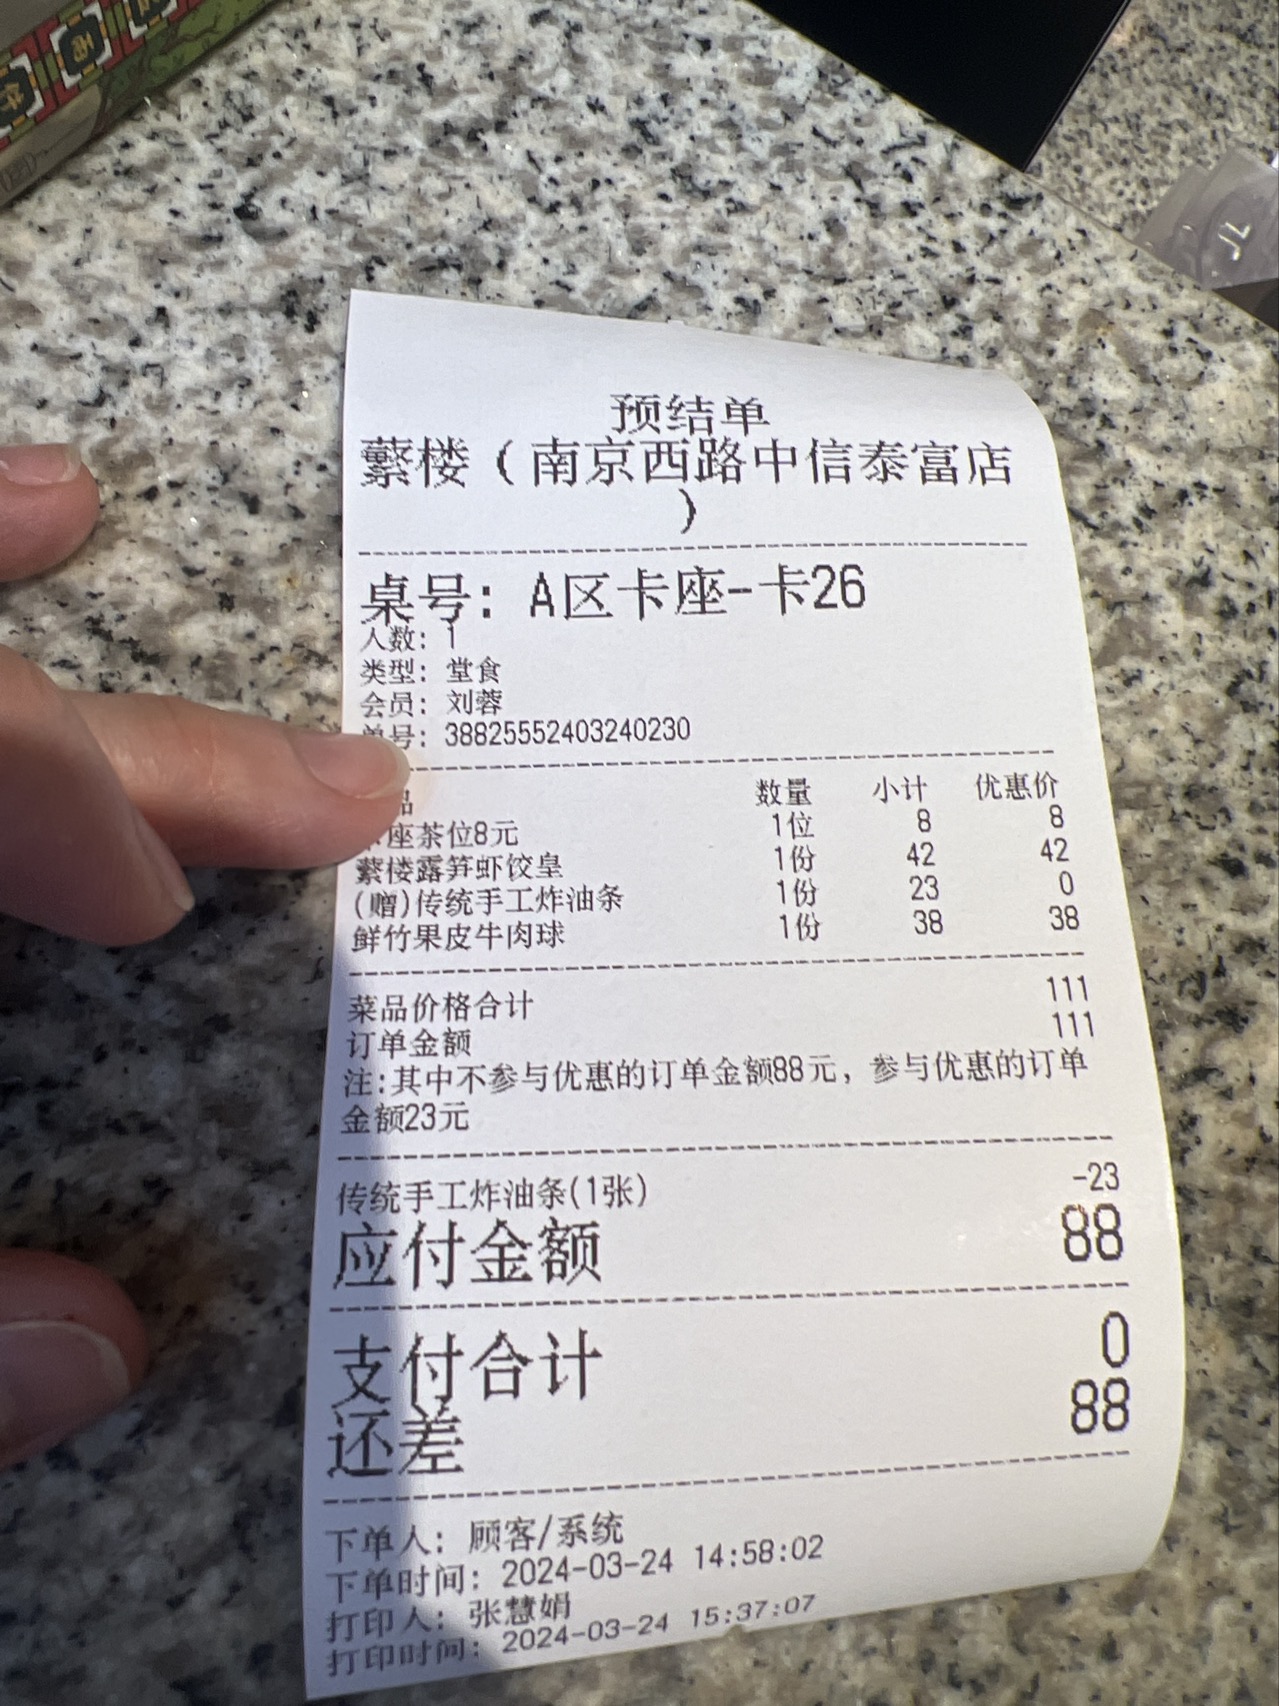 预结单
蘩楼（南京西路中信泰富店
）
桌号：A区卡座-卡26
人数：1
类型：堂食
会员：刘蓉
单号：38825552403240230
品 数量 小计 优惠价
座茶位8元 1位 8 8
蘩楼露笋虾饺皇 1份 42 42
(赠)传统手工炸油条 1份 23 0
鲜竹果皮牛肉球 1份 38 38
菜品价格合计 111
订单金额 111
注:其中不参与优惠的订单金额88元，参与优惠的订单
金额23元
传统手工炸油条(1张) -23
应付金额 88
支付合计 0
还差 88
下单人：顾客/系统
下单时间：2024-03-24 14:58:02
打印人：张慧娟
打印时间：2024-03-24 15:37:07